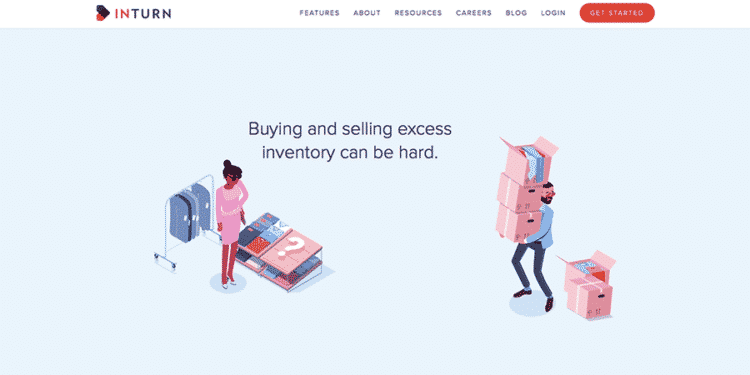 INTURN
FEATURES ABOUT RESOURCES CAREERS BLOG LOGIN GET STARTED
Buying and selling excess
inventory can be hard.
?